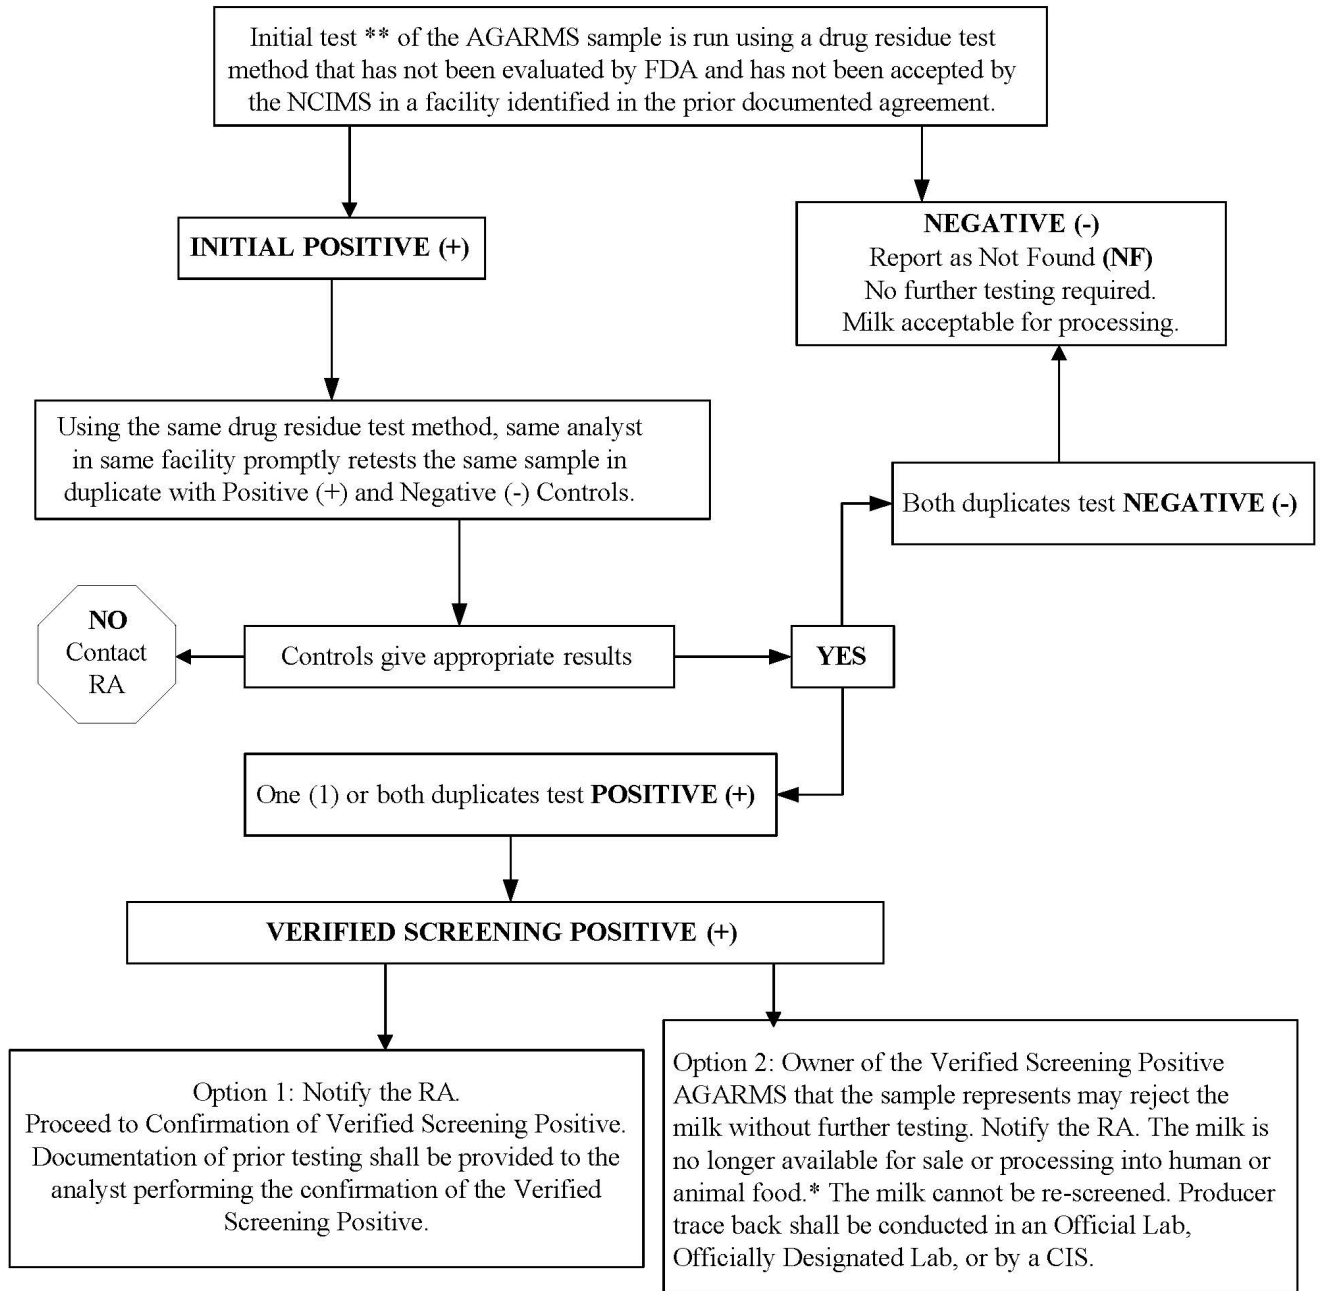 Initial test ** of the AGARMS sample is run using a drug residue test
method that has not been evaluated by FDA and has not been accepted by
the NCIMS in a facility identified in the prior documented agreement.
INITIAL POSITIVE (+)
NEGATIVE (-)
Report as Not Found (NF)
No further testing required.
Milk acceptable for processing.
Using the same drug residue test method, same analyst
in same facility promptly retests the same sample in
duplicate with Positive (+) and Negative (-) Controls.
Both duplicates test NEGATIVE (-)
NO
Contact
RA
Controls give appropriate results
YES
One (1) or both duplicates test POSITIVE (+)
VERIFIED SCREENING POSITIVE (+)
Option 1: Notify the RA.
Proceed to Confirmation of Verified Screening Positive.
Documentation of prior testing shall be provided to the
analyst performing the confirmation of the Verified
Screening Positive.
Option 2: Owner of the Verified Screening Positive
AGARMS that the sample represents may reject the
milk without further testing. Notify the RA. The milk is
no longer available for sale or processing into human or
animal food.* The milk cannot be re-screened. Producer
trace back shall be conducted in an Official Lab,
Officially Designated Lab, or by a CIS.